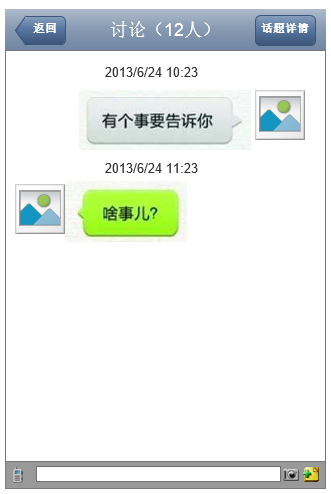 返回
讨论（12人）
话题详情
2013/6/24 10:23
有个事要告诉你
2013/6/24 11:23
啥事儿?